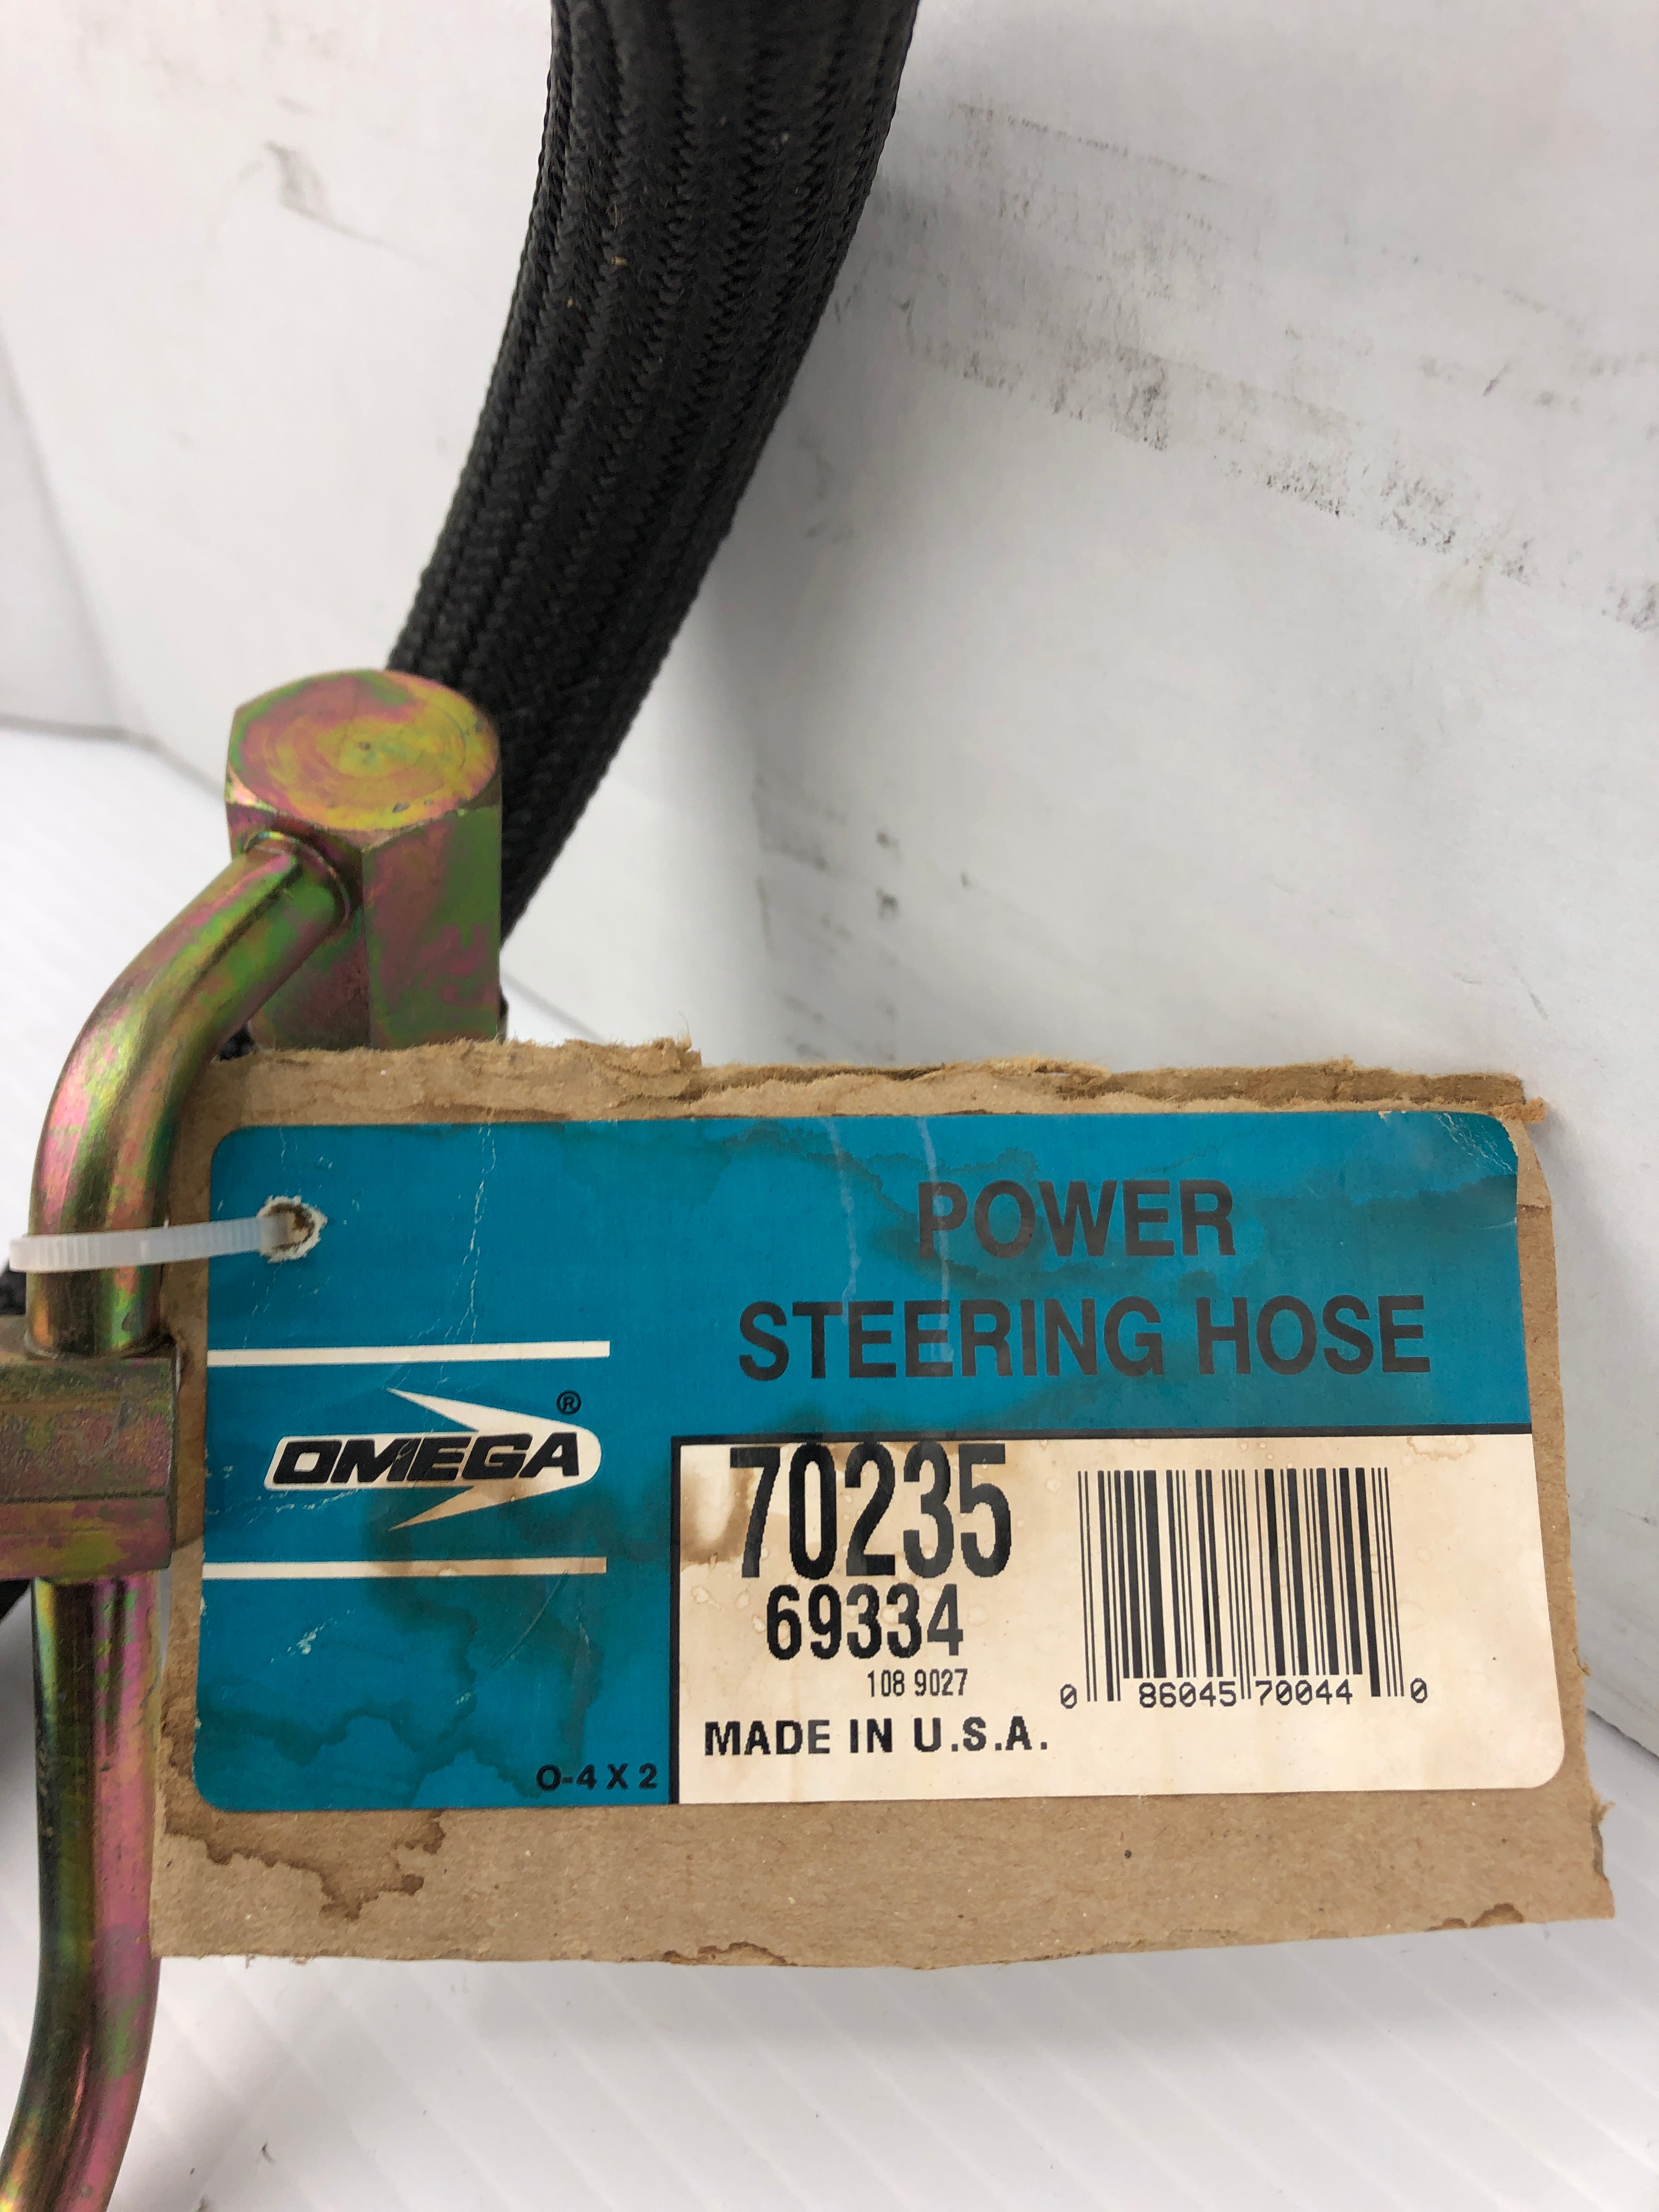 POWER
STEERING HOSE
OMEGA®
70235
69334
108 9027
0 86045 70044 0
MADE IN U.S.A.
O-4 X 2